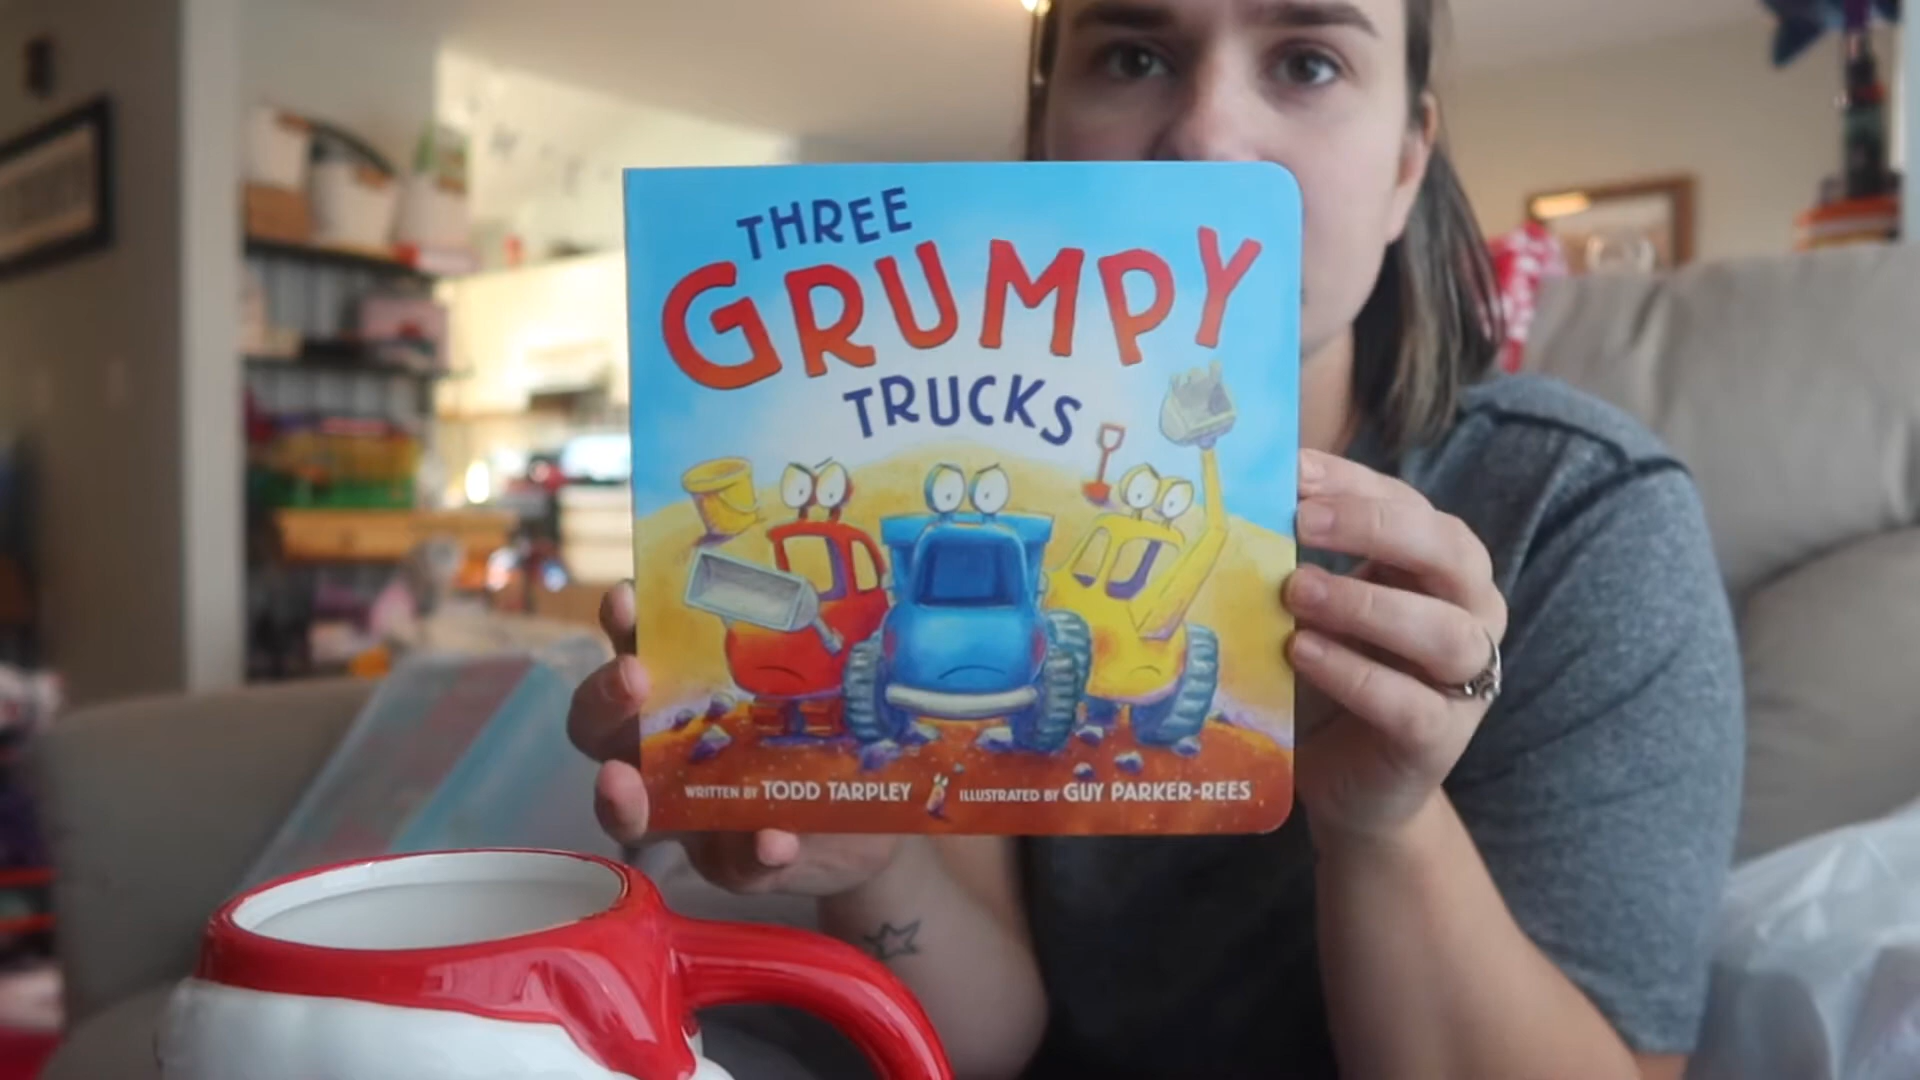 THREE
GRUMPY
TRUCKS
WRITTEN BY TODD TARPLEY ILLUSTRATED BY GUY PARKER-REES